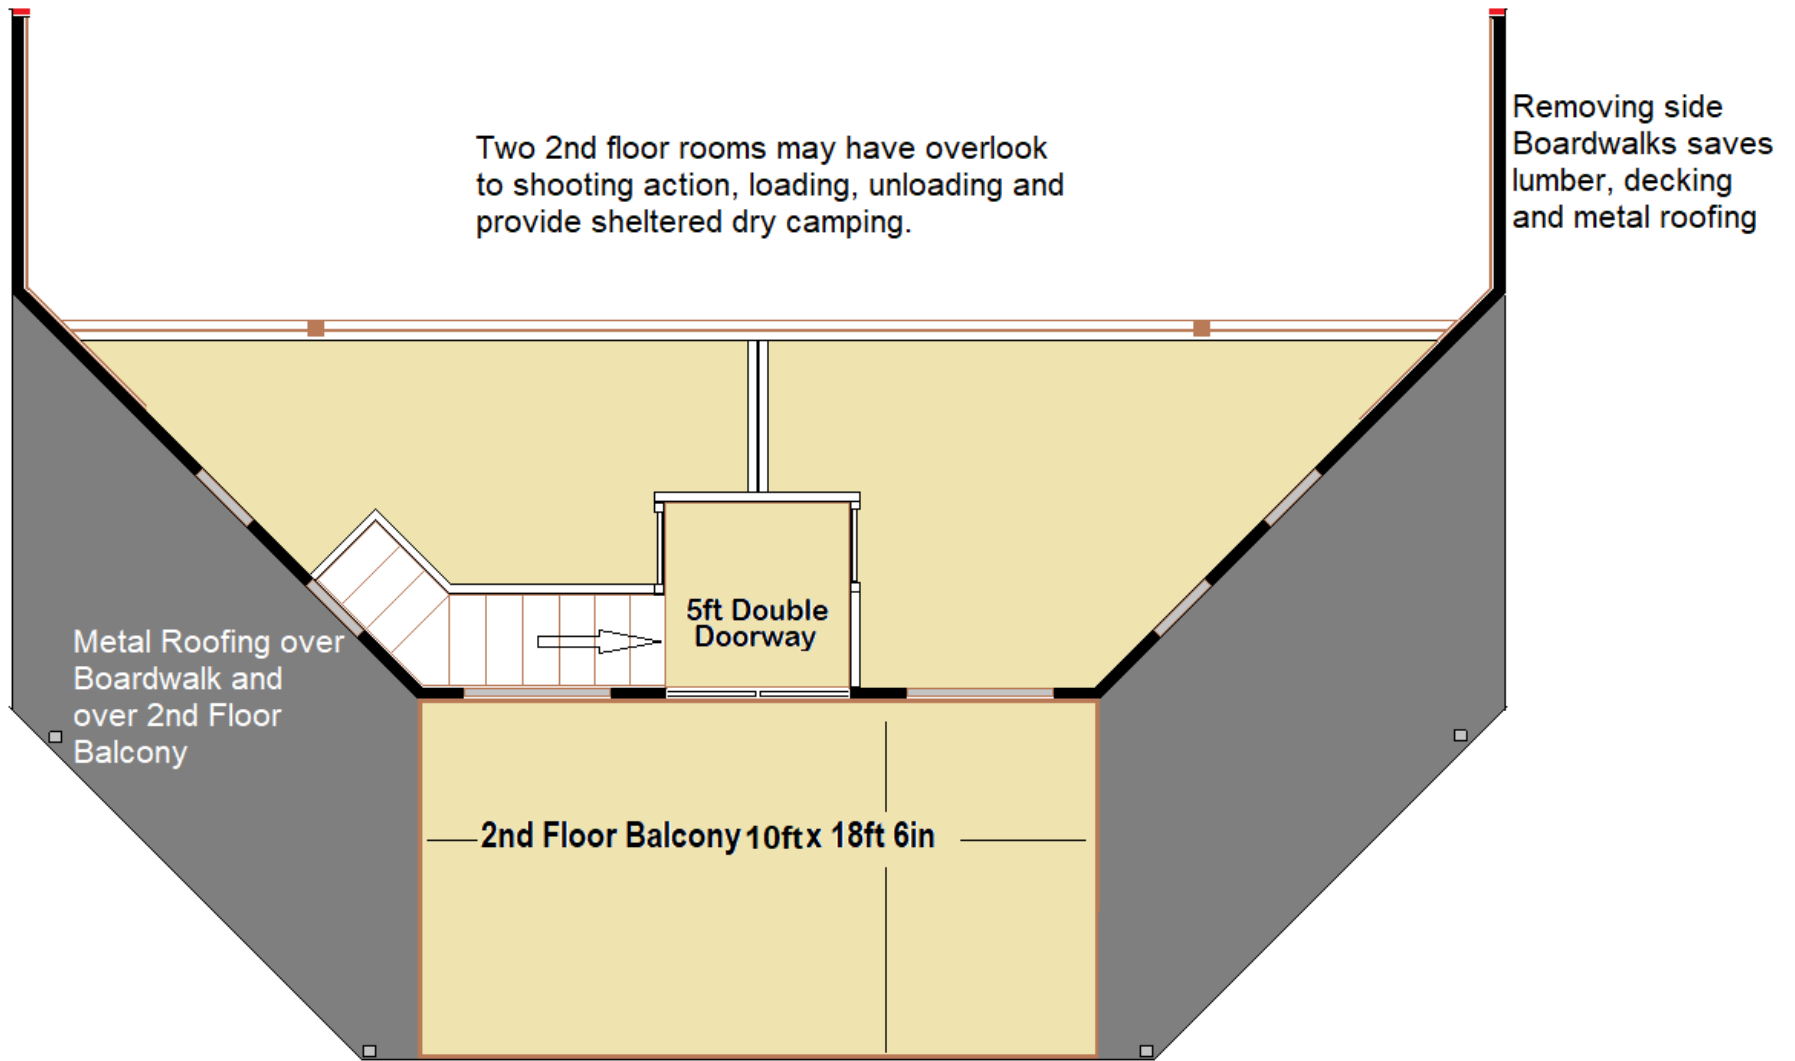 Two 2nd floor rooms may have overlook
to shooting action, loading, unloading and
provide sheltered dry camping.
Removing side
Boardwalks saves
lumber, decking
and metal roofing
5ft Double
Doorway
Metal Roofing over
Boardwalk and
over 2nd Floor
Balcony
2nd Floor Balcony 10ft x 18ft 6in